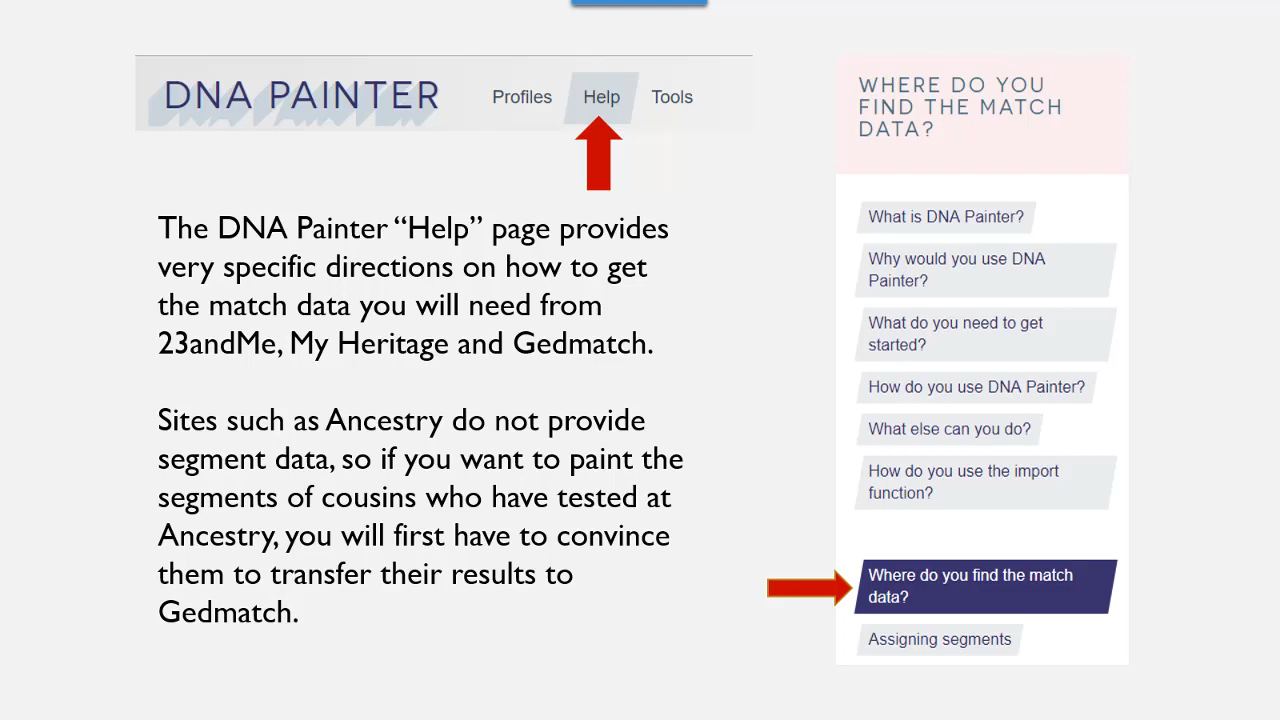 DNA PAINTER
Profiles Help Tools
The DNA Painter “Help” page provides
very specific directions on how to get
the match data you will need from
23andMe, My Heritage and Gedmatch.
Sites such as Ancestry do not provide
segment data, so if you want to paint the
segments of cousins who have tested at
Ancestry, you will first have to convince
them to transfer their results to
Gedmatch.
WHERE DO YOU
FIND THE MATCH
DATA?
What is DNA Painter?
Why would you use DNA
Painter?
What do you need to get
started?
How do you use DNA Painter?
What else can you do?
How do you use the import
function?
Where do you find the match
data?
Assigning segments